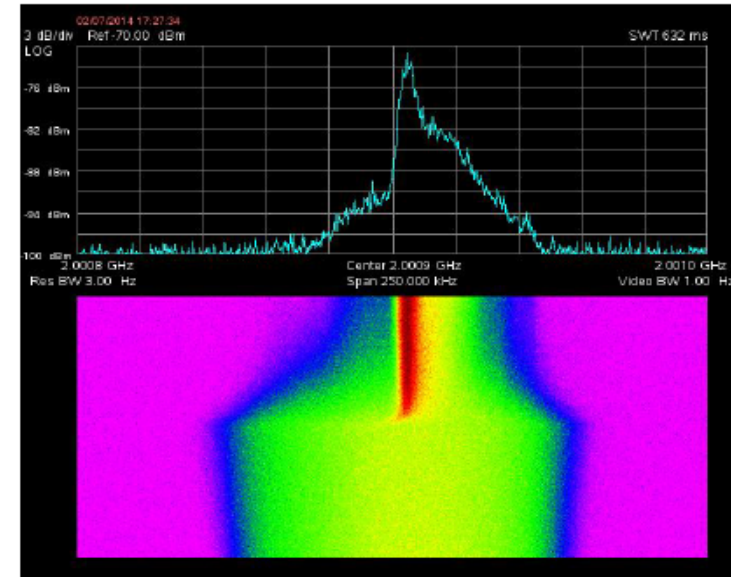 02/07/2014 17:27:34
3 dB/div Ref-70.00 dBm SWT 632 ms
LOG
-76 dBm
-82 dBm
-88 dBm
-94 dBm
-100 dBm
2.0008 GHz Center 2.0009 GHz 2.0010 GHz
Res BW 3.00 Hz Span 250.000 kHz Video BW 1.00 Hz